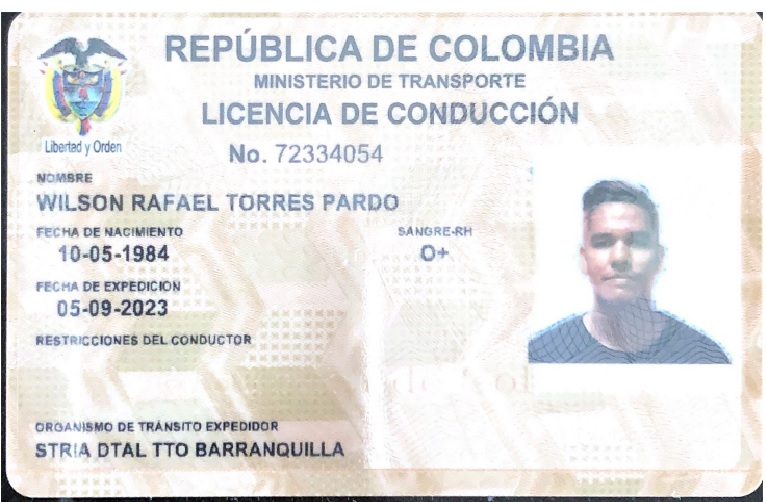 REPÚBLICA DE COLOMBIA
MINISTERIO DE TRANSPORTE
LICENCIA DE CONDUCCIÓN
Libertad y Orden
No. 72334054
NOMBRE
WILSON RAFAEL TORRES PARDO
FECHA DE NACIMIENTO
10-05-1984
SANGRE-RH
O+
FECHA DE EXPEDICION
05-09-2023
RESTRICCIONES DEL CONDUCTOR
ORGANISMO DE TRÁNSITO EXPEDIDOR
STRIA DTAL TTO BARRANQUILLA